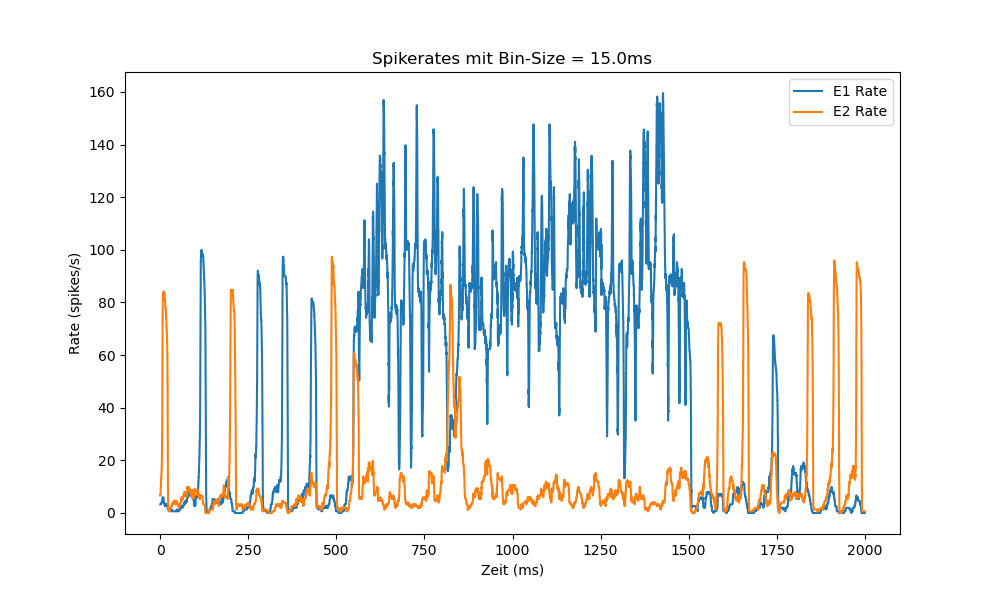 Spikerates mit Bin-Size = 15.0ms
E1 Rate
E2 Rate
Rate (spikes/s)
160
140
120
100
80
60
40
20
0
0 250 500 750 1000 1250 1500 1750 2000
Zeit (ms)